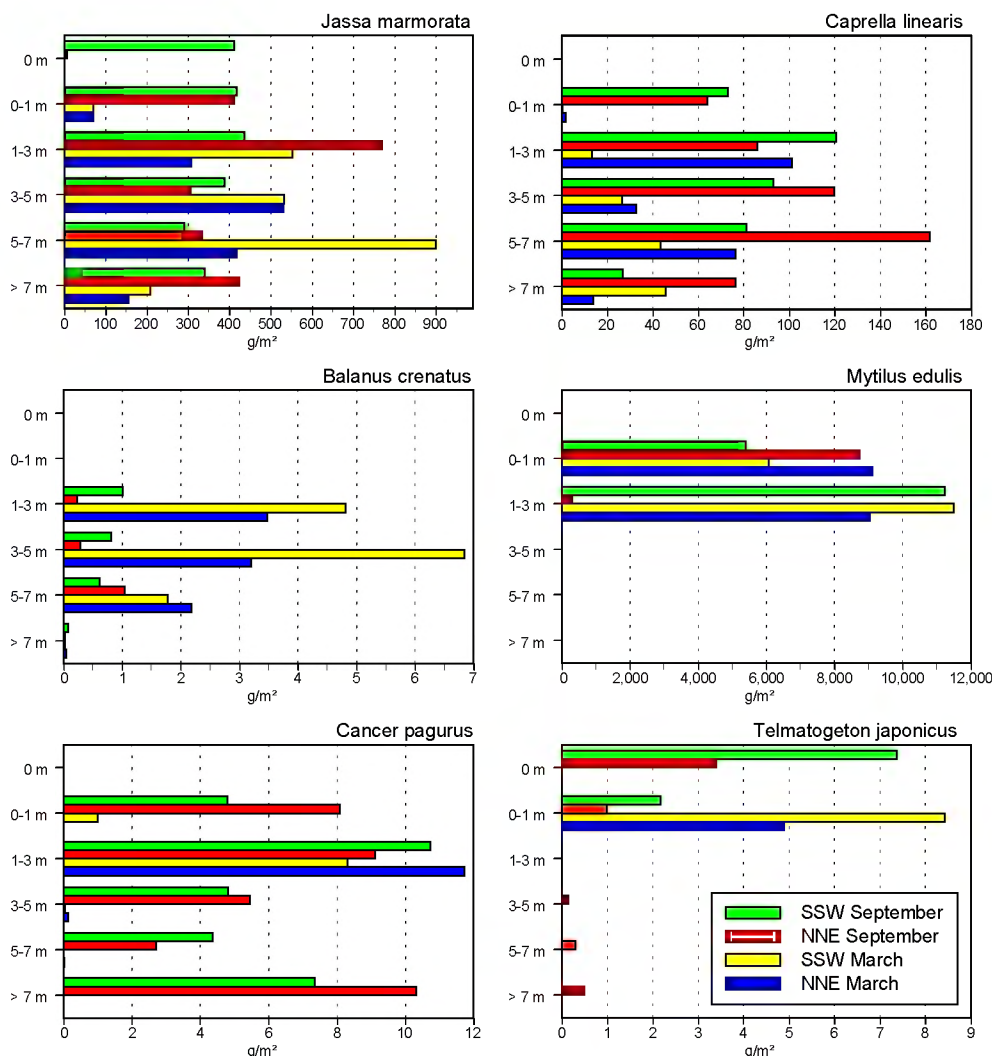 Jassa marmorata
0 m
0-1 m
1-3 m
3-5 m
5-7 m
> 7 m
0 100 200 300 400 500 600 700 800 900
g/m²
Caprella linearis
0 m
0-1 m
1-3 m
3-5 m
5-7 m
> 7 m
0 20 40 60 80 100 120 140 160 180
g/m²
Balanus crenatus
0 m
0-1 m
1-3 m
3-5 m
5-7 m
> 7 m
0 1 2 3 4 5 6 7
g/m²
Mytilus edulis
0 m
0-1 m
1-3 m
3-5 m
5-7 m
> 7 m
0 2,000 4,000 6,000 8,000 10,000 12,000
g/m²
Cancer pagurus
0 m
0-1 m
1-3 m
3-5 m
5-7 m
> 7 m
0 2 4 6 8 10 12
g/m²
Telmatogeton japonicus
0 m
0-1 m
1-3 m
3-5 m
5-7 m
> 7 m
0 1 2 3 4 5 6 7 8 9
g/m²
SSW September
NNE September
SSW March
NNE March